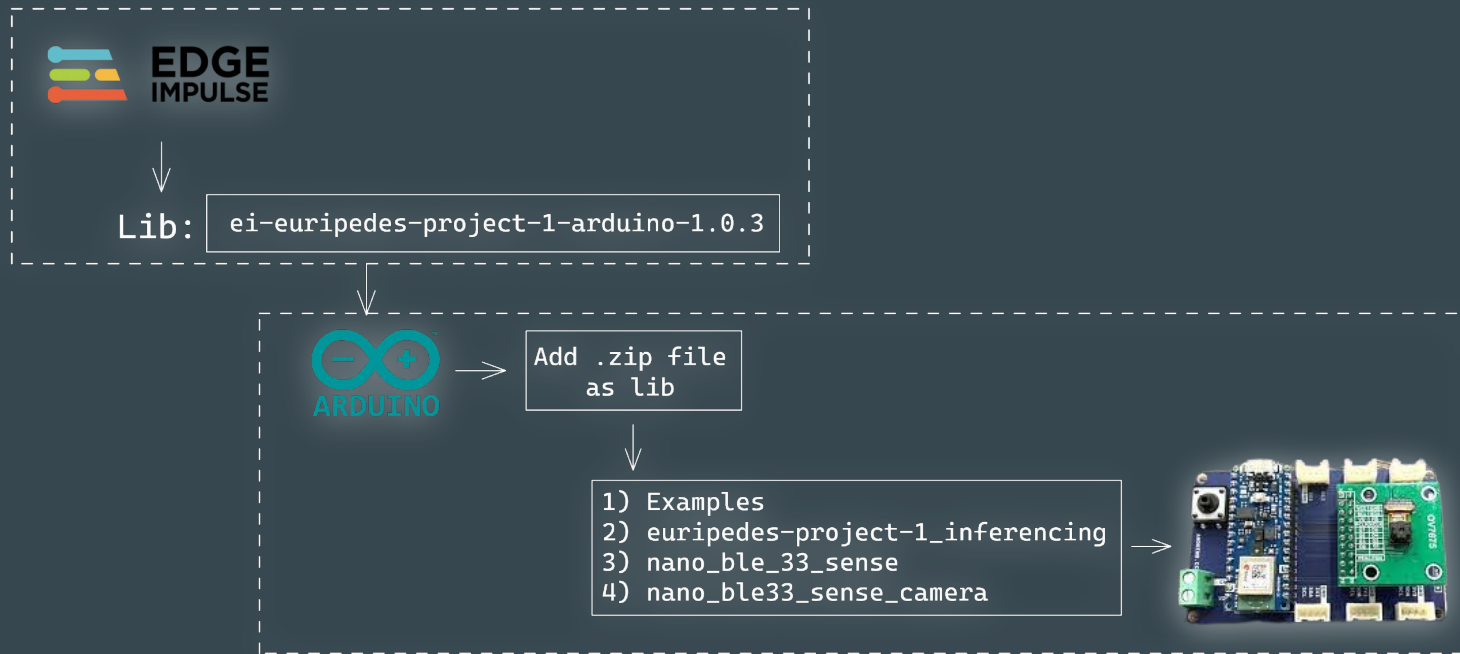 EDGE
IMPULSE
Lib:
ei-euripedes-project-1-arduino-1.0.3
ARDUINO
Add .zip file
as lib
1) Examples
2) euripedes-project-1_inferencing
3) nano_ble_33_sense
4) nano_ble33_sense_camera
OV7675